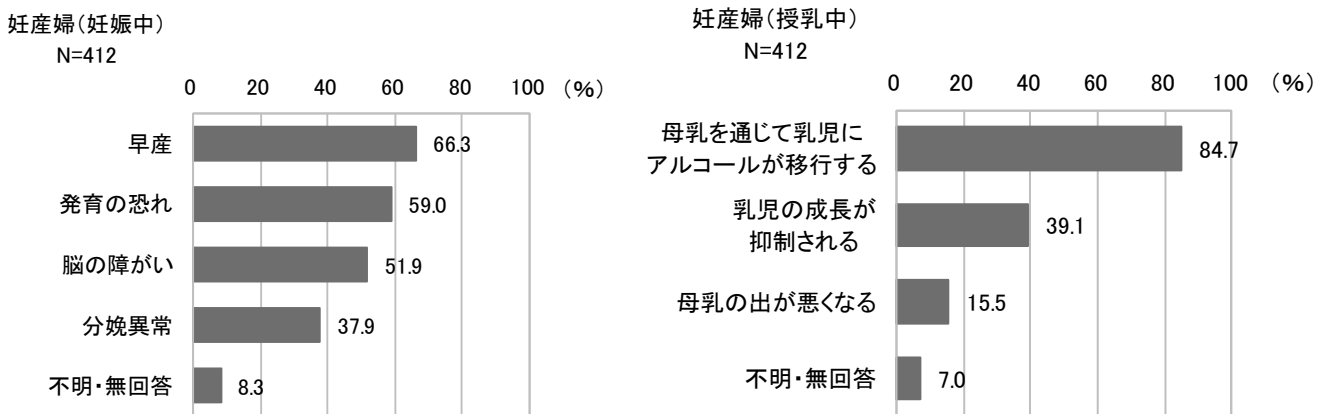 妊産婦(妊娠中)
N=412
0 20 40 60 80 100 (%)
早産 66.3
発育の恐れ 59.0
脳の障がい 51.9
分娩異常 37.9
不明・無回答 8.3
妊産婦(授乳中)
N=412
0 20 40 60 80 100 (%)
母乳を通じて乳児に
アルコールが移行する 84.7
乳児の成長が
抑制される 39.1
母乳の出が悪くなる 15.5
不明・無回答 7.0